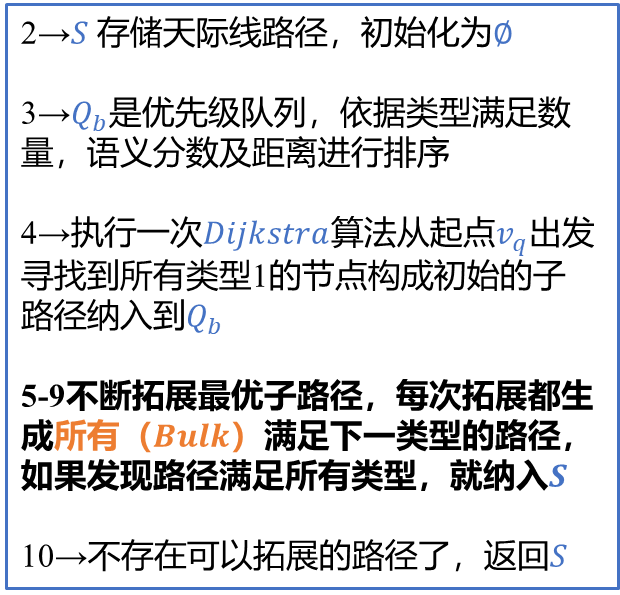 2→S 存储天际线路径，初始化为∅
3→Q_b是优先级队列，依据类型满足数
量，语义分数及距离进行排序
4→执行一次Dijkstra算法从起点v_q出发
寻找到所有类型1的节点构成初始的子
路径纳入到Q_b
5-9不断拓展最优子路径，每次拓展都生
成所有（Bulk）满足下一类型的路径，
如果发现路径满足所有类型，就纳入S
10→不存在可以拓展的路径了，返回S